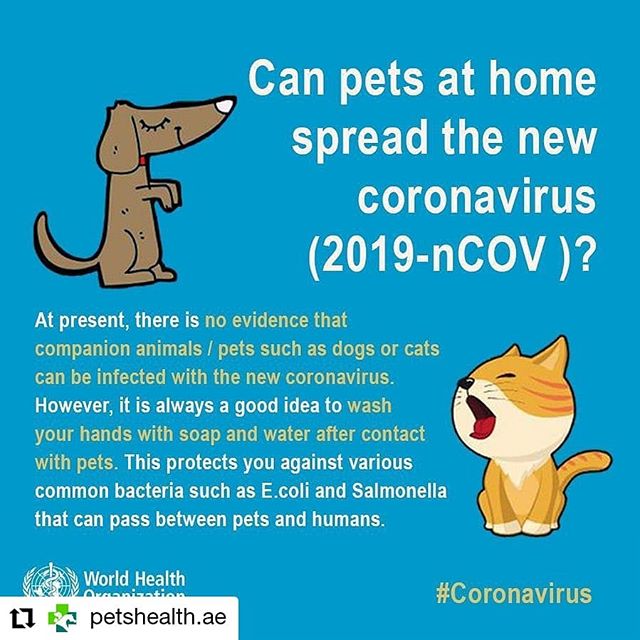 Can pets at home
spread the new
coronavirus
(2019-nCOV )?
At present, there is no evidence that
companion animals / pets such as dogs or cats
can be infected with the new coronavirus.
However, it is always a good idea to wash
your hands with soap and water after contact
with pets. This protects you against various
common bacteria such as E.coli and Salmonella
that can pass between pets and humans.
World Health
Organization
#Coronavirus
petshealth.ae